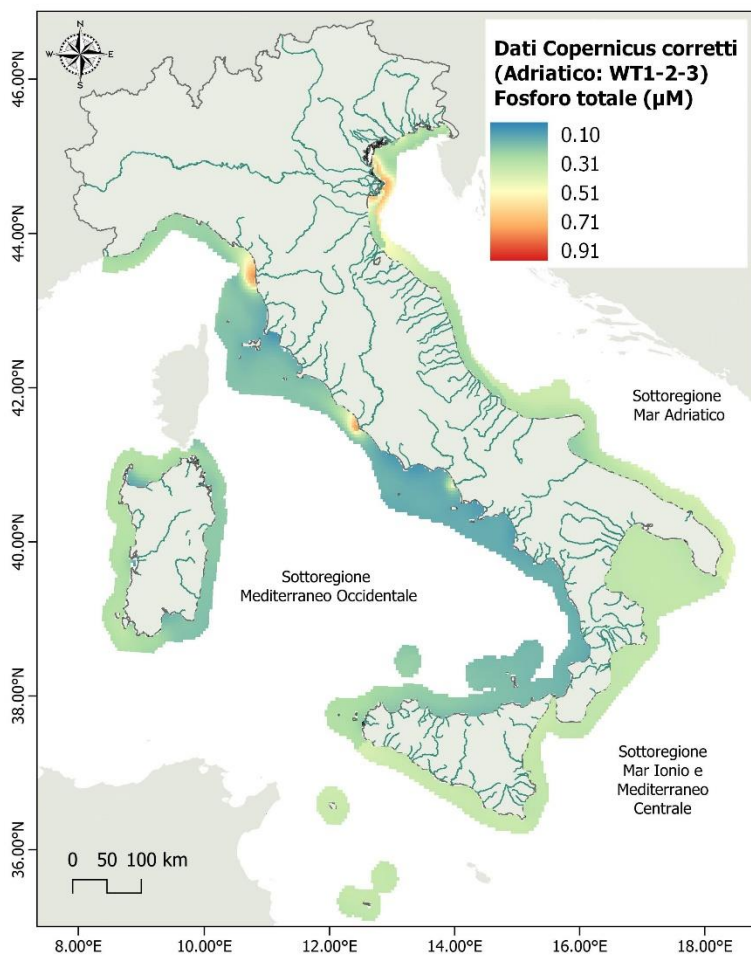 N
W
E
S
Dati Copernicus corretti
(Adriatico: WT1-2-3)
Fosforo totale (µM)
0.10
0.31
0.51
0.71
0.91
46.00°N
44.00°N
42.00°N
40.00°N
38.00°N
36.00°N
Sottoregione
Mar Adriatico
Sottoregione
Mediterraneo Occidentale
Sottoregione
Mar Ionio e
Mediterraneo
Centrale
0 50 100 km
8.00°E 10.00°E 12.00°E 14.00°E 16.00°E 18.00°E